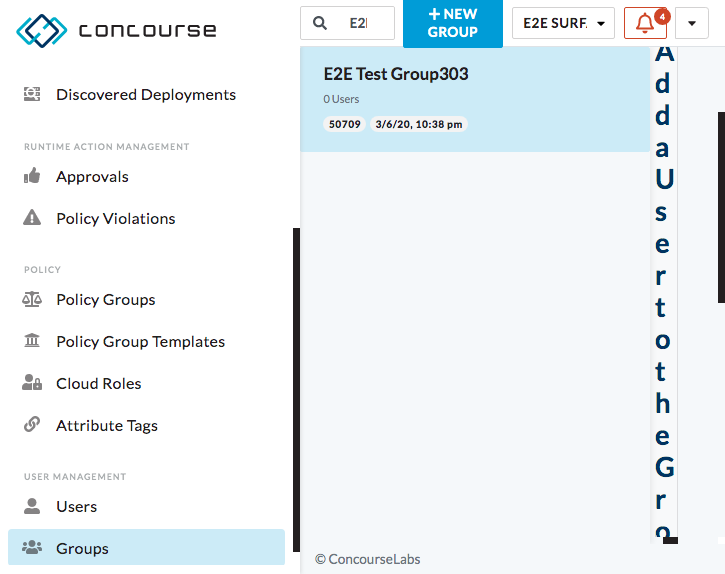 concourse
E2
+ NEW
GROUP
E2E SURF
4
Discovered Deployments
RUNTIME ACTION MANAGEMENT
Approvals
Policy Violations
POLICY
Policy Groups
Policy Group Templates
Cloud Roles
Attribute Tags
USER MANAGEMENT
Users
Groups
E2E Test Group303
0 Users
50709 3/6/20, 10:38 pm
© ConcourseLabs
A
d
d
a
U
s
e
r
t
o
t
h
e
G
r
o